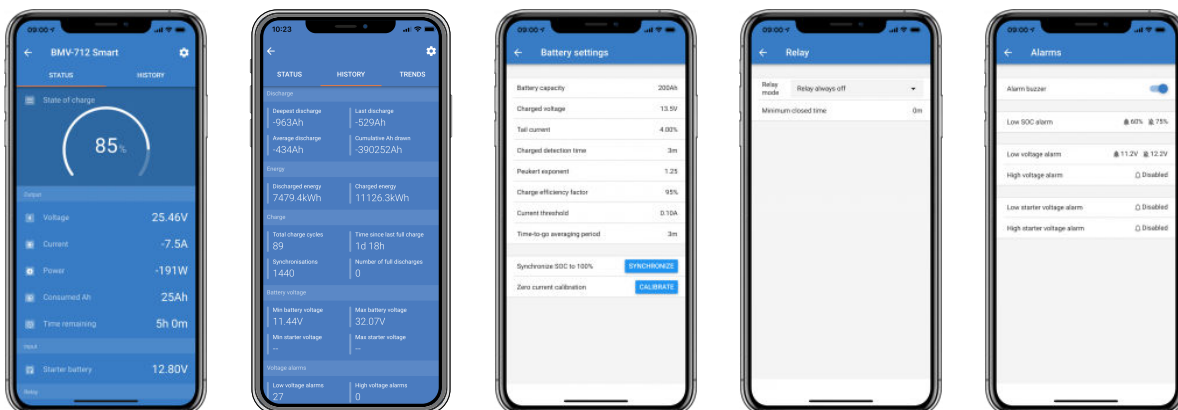 09:00
BMV-712 Smart
STATUS HISTORY
State of charge
85%
Output
Voltage 25.46V
Current -7.5A
Power -191W
Consumed Ah 25Ah
Time remaining 5h 0m
Input
Starter battery 12.80V
Relay
10:23
STATUS HISTORY TRENDS
Discharge
Deepest discharge Last discharge
-963Ah -529Ah
Average discharge Cumulative Ah drawn
-434Ah -390252Ah
Energy
Discharged energy Charged energy
7479.4kWh 11126.3kWh
Charge
Total charge cycles Time since last full charge
89 1d 18h
Synchronisations Number of full discharges
1440 0
Battery voltage
Min battery voltage Max battery voltage
11.44V 32.07V
Min starter voltage Max starter voltage
-- --
Voltage alarms
Low voltage alarms High voltage alarms
27 0
09:00
Battery settings
Battery capacity 200Ah
Charged voltage 13.5V
Tail current 4.00%
Charged detection time 3m
Peukert exponent 1.25
Charge efficiency factor 95%
Current threshold 0.10A
Time-to-go averaging period 3m
Synchronize SOC to 100% SYNCHRONIZE
Zero current calibration CALIBRATE
09:00
Relay
Relay
mode Relay always off
Minimum closed time 0m
09:00
Alarms
Alarm buzzer
Low SOC alarm 60% 75%
Low voltage alarm 11.2V 12.2V
High voltage alarm Disabled
Low starter voltage alarm Disabled
High starter voltage alarm Disabled